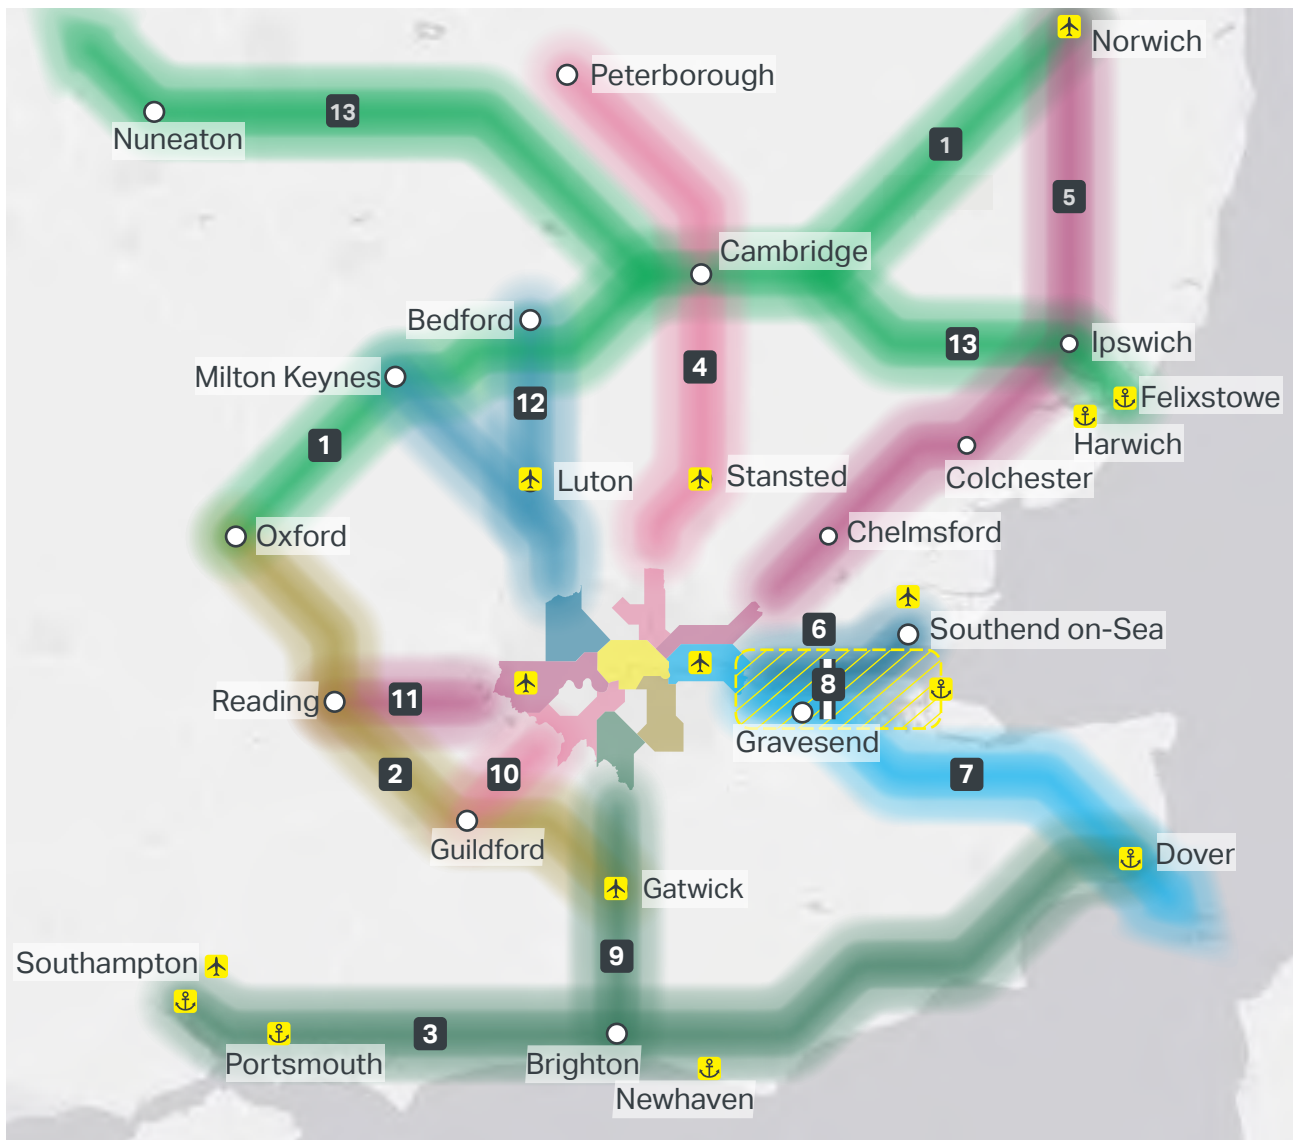 Norwich
Peterborough
13
Nuneaton
1
5
Cambridge
Bedford
13
Ipswich
4
Milton Keynes
12
Felixstowe
1
Harwich
Luton
Stansted
Colchester
Oxford
Chelmsford
6
Southend on-Sea
8
Reading
11
Gravesend
2
10
7
Guildford
Dover
Gatwick
9
Southampton
3
Portsmouth
Brighton
Newhaven